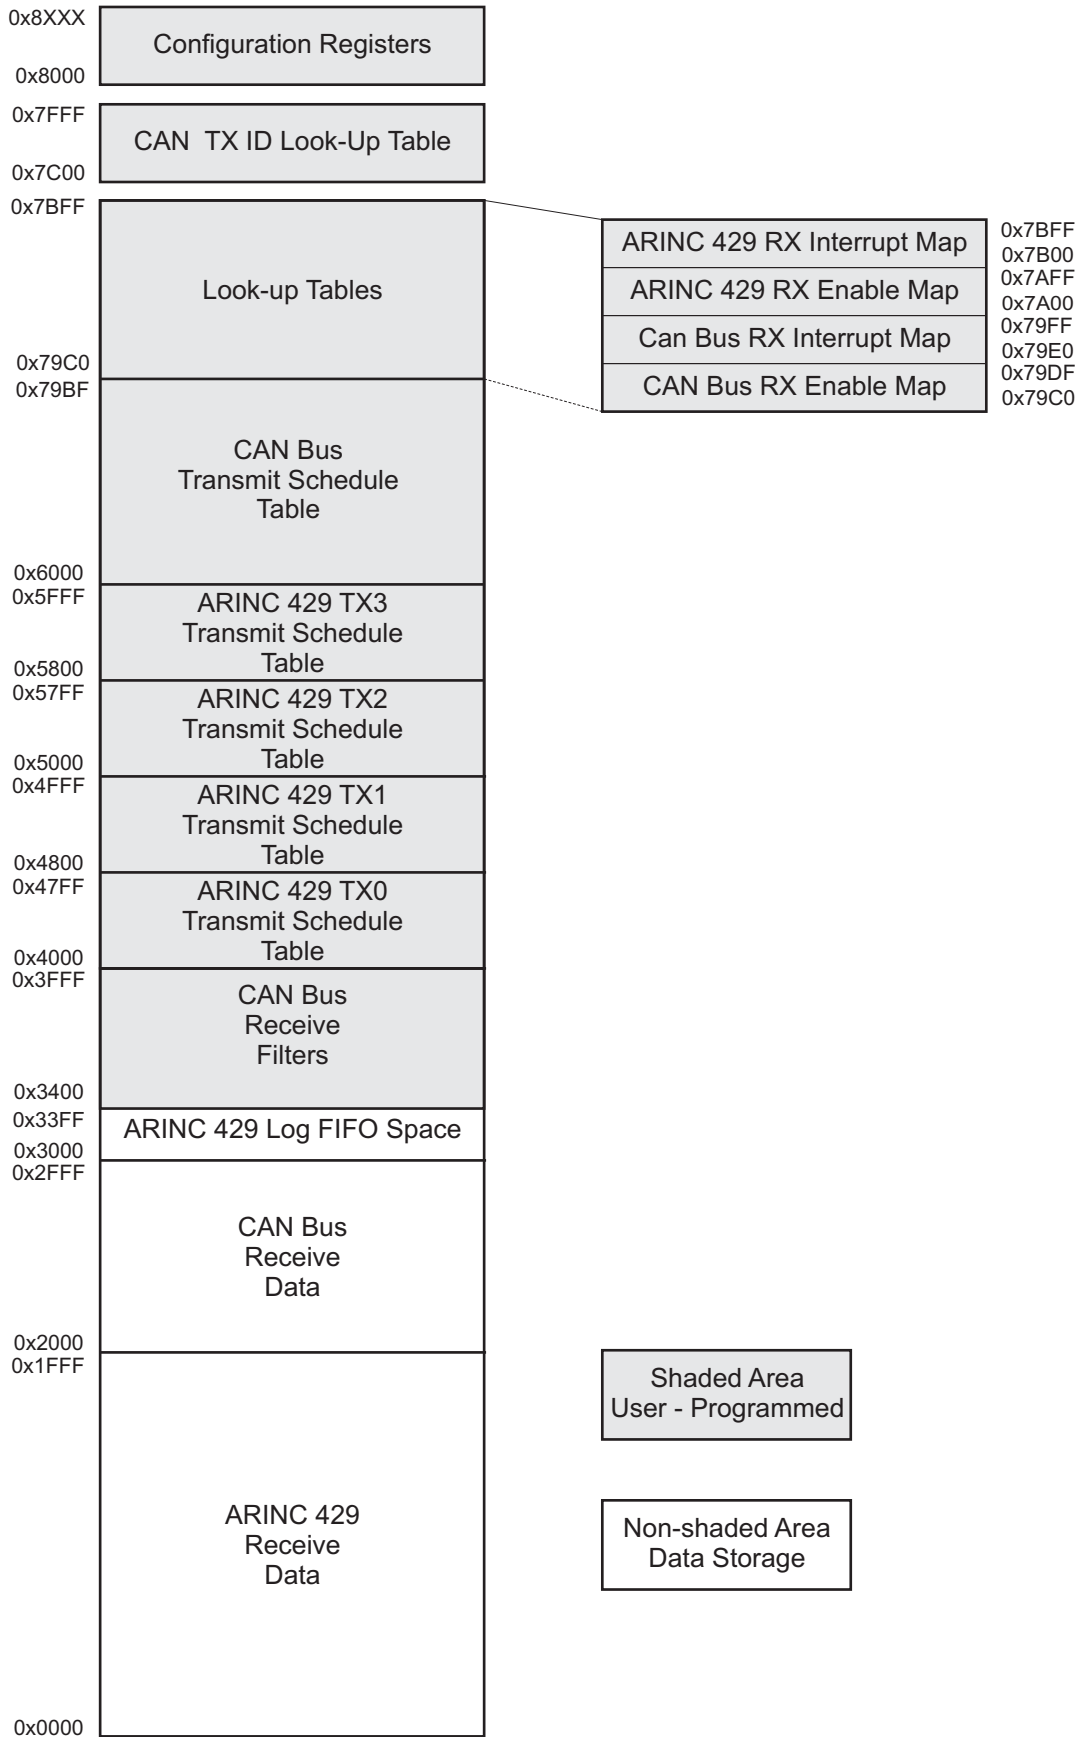 0x8XXX
Configuration Registers
0x8000
0x7FFF
CAN TX ID Look-Up Table
0x7C00
0x7BFF
Look-up Tables
0x79C0
ARINC 429 RX Interrupt Map
0x7BFF
0x7B00
ARINC 429 RX Enable Map
0x7AFF
0x7A00
Can Bus RX Interrupt Map
0x79FF
0x79E0
CAN Bus RX Enable Map
0x79DF
0x79C0
0x79BF
CAN Bus
Transmit Schedule
Table
0x6000
0x5FFF
ARINC 429 TX3
Transmit Schedule
Table
0x5800
0x57FF
ARINC 429 TX2
Transmit Schedule
Table
0x5000
0x4FFF
ARINC 429 TX1
Transmit Schedule
Table
0x4800
0x47FF
ARINC 429 TX0
Transmit Schedule
Table
0x4000
0x3FFF
CAN Bus
Receive
Filters
0x3400
0x33FF
ARINC 429 Log FIFO Space
0x3000
0x2FFF
CAN Bus
Receive
Data
0x2000
0x1FFF
ARINC 429
Receive
Data
0x0000
Shaded Area
User - Programmed
Non-shaded Area
Data Storage